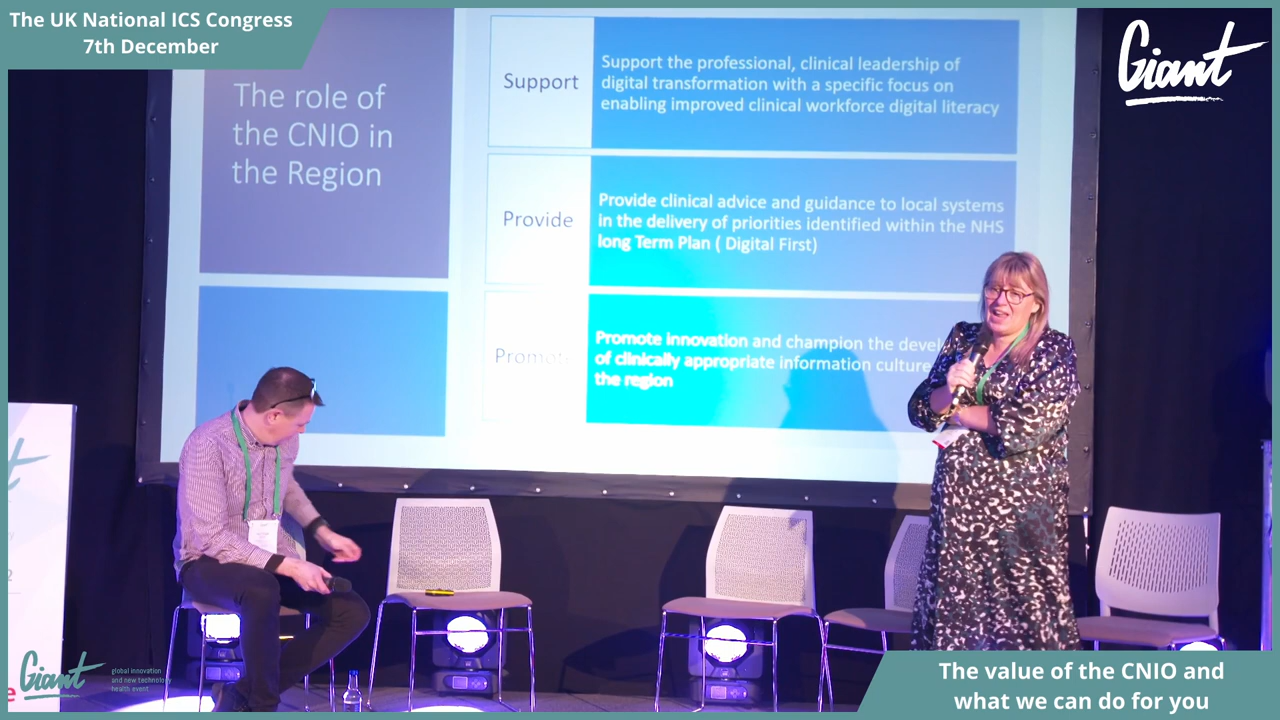 The UK National ICS Congress
7th December
Giant
The role of
the CNIO in
the Region
Support
Support the professional, clinical leadership of
digital transformation with a specific focus on
enabling improved clinical workforce digital literacy
Provide
Provide clinical advice and guidance to local systems
in the delivery of priorities identified within the NHS
long Term Plan ( Digital First)
Promote
Promote innovation and champion the
of clinically appropriate information culture
the region
Giant
global innovation
and new technology
health event
The value of the CNIO and
what we can do for you